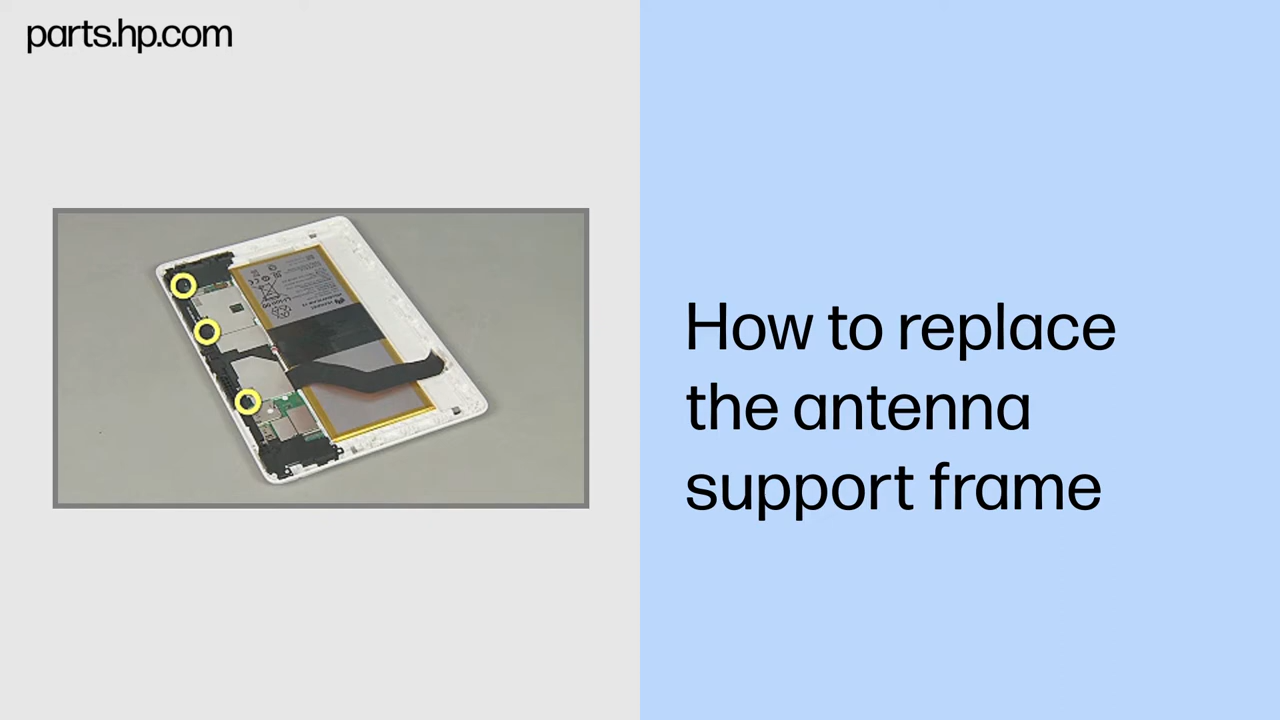 parts.hp.com
How to replace
the antenna
support frame